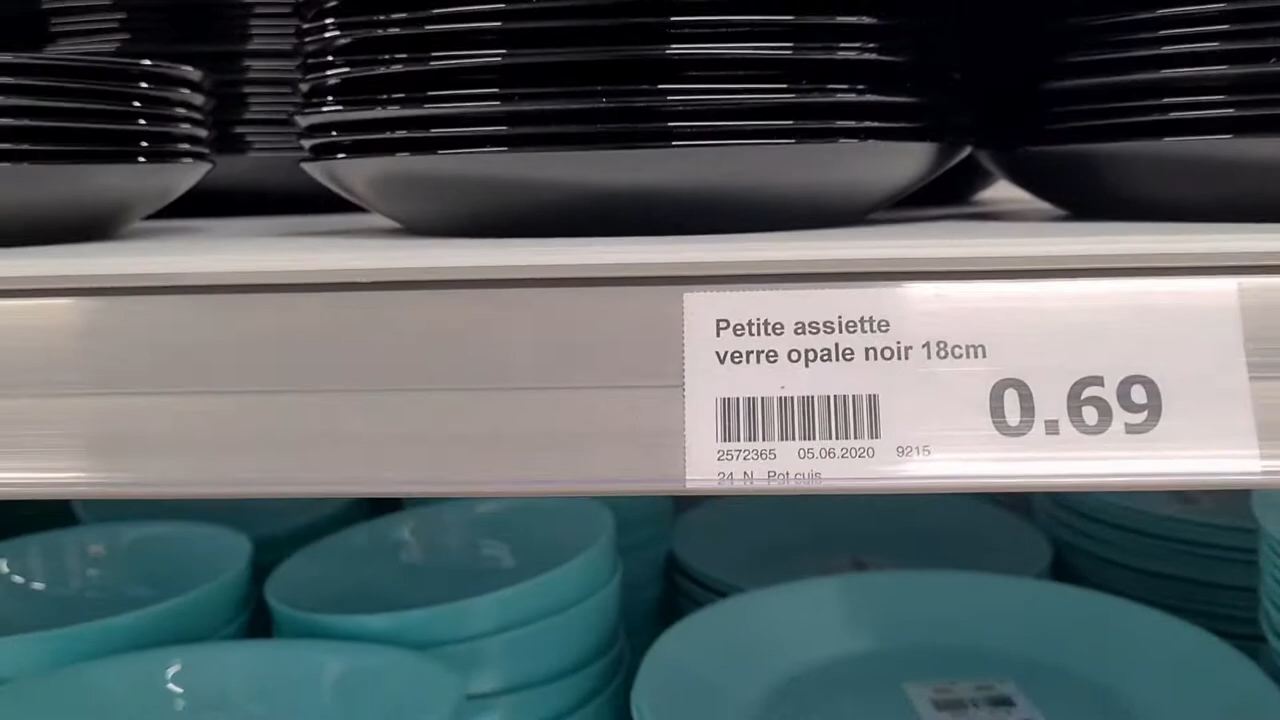 Petite assiette
verre opale noir 18cm
0.69
2572365 05.06.2020 9215
24 N Pot cuis